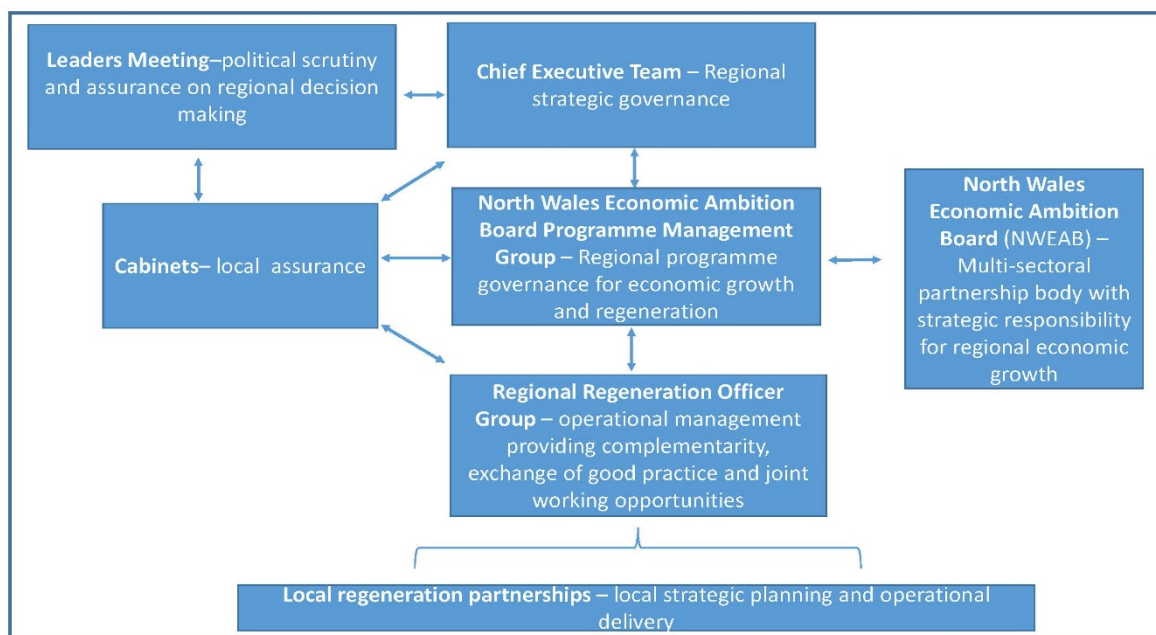 Leaders Meeting–political scrutiny
and assurance on regional decision
making
Chief Executive Team – Regional
strategic governance
Cabinets– local assurance
North Wales Economic Ambition
Board Programme Management
Group – Regional programme
governance for economic growth
and regeneration
North Wales
Economic Ambition
Board (NWEAB) –
Multi-sectoral
partnership body with
strategic responsibility
for regional economic
growth
Regional Regeneration Officer
Group – operational management
providing complementarity,
exchange of good practice and joint
working opportunities
Local regeneration partnerships – local strategic planning and operational
delivery